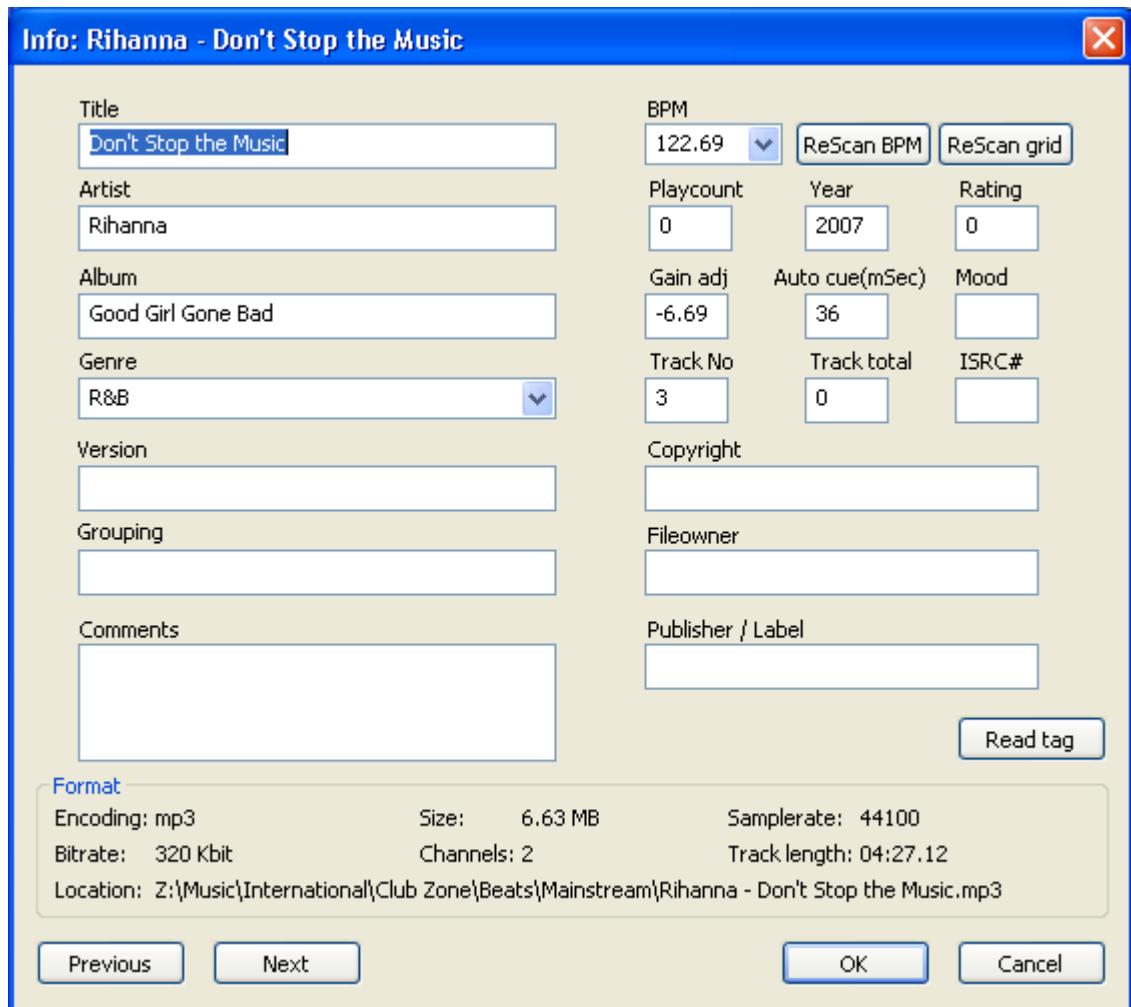 Info: Rihanna - Don't Stop the Music
Title
Don't Stop the Music
BPM
122.69
ReScan BPM
ReScan grid
Artist
Rihanna
Playcount
0
Year
2007
Rating
0
Album
Good Girl Gone Bad
Gain adj
-6.69
Auto cue(mSec)
36
Mood
Genre
R&B
Track No
3
Track total
0
ISRC#
Version
Copyright
Grouping
Fileowner
Comments
Publisher / Label
Read tag
Format
Encoding: mp3
Size: 6.63 MB
Samplerate: 44100
Bitrate: 320 Kbit
Channels: 2
Track length: 04:27.12
Location: Z:\Music\International\Club Zone\Beats\Mainstream\Rihanna - Don't Stop the Music.mp3
Previous
Next
OK
Cancel